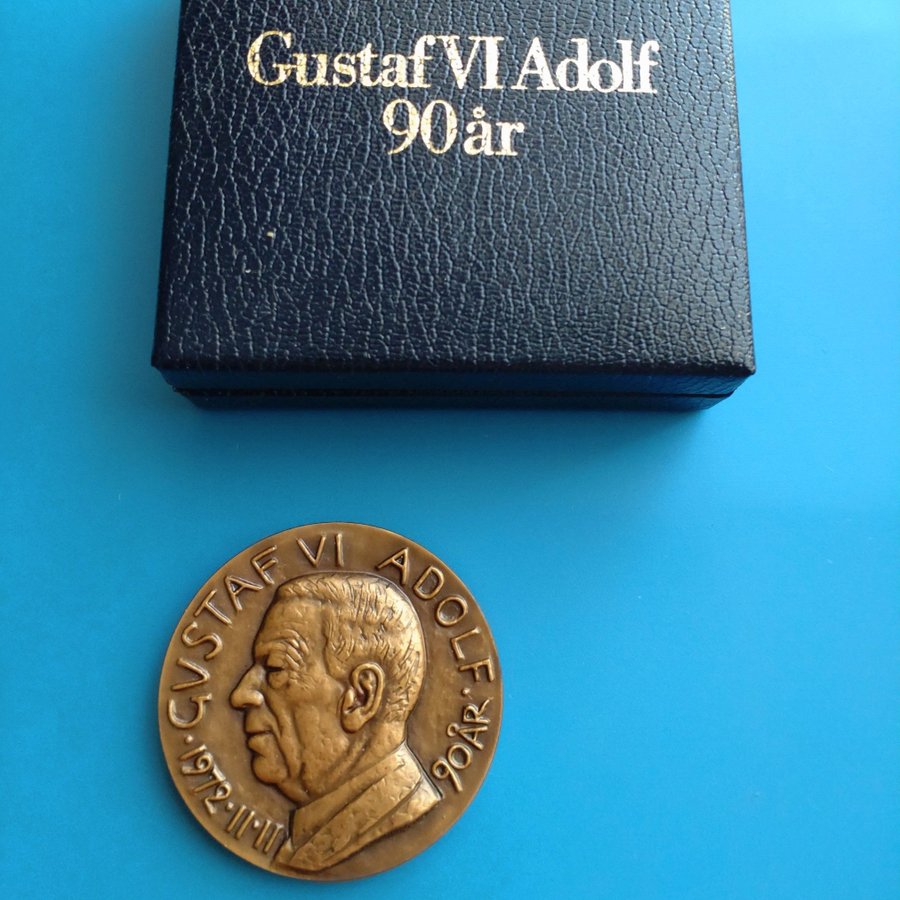 Gustaf VI Adolf
90 år
GUSTAF VI ADOLF · 90 ÅR · 1972 · 11 · 11